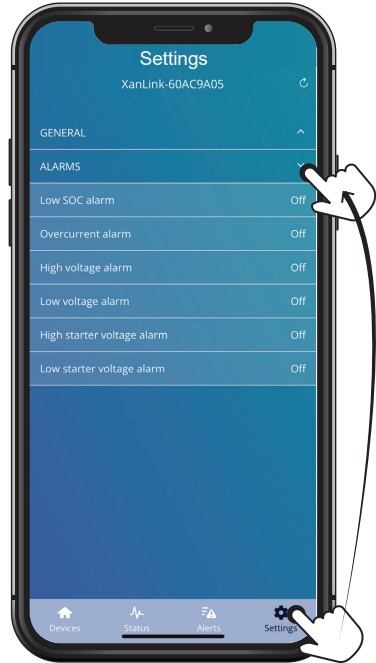 Settings
XanLink-60AC9A05
GENERAL
ALARMS
Low SOC alarm Off
Overcurrent alarm Off
High voltage alarm Off
Low voltage alarm Off
High starter voltage alarm Off
Low starter voltage alarm Off
Devices Status Alerts Settings